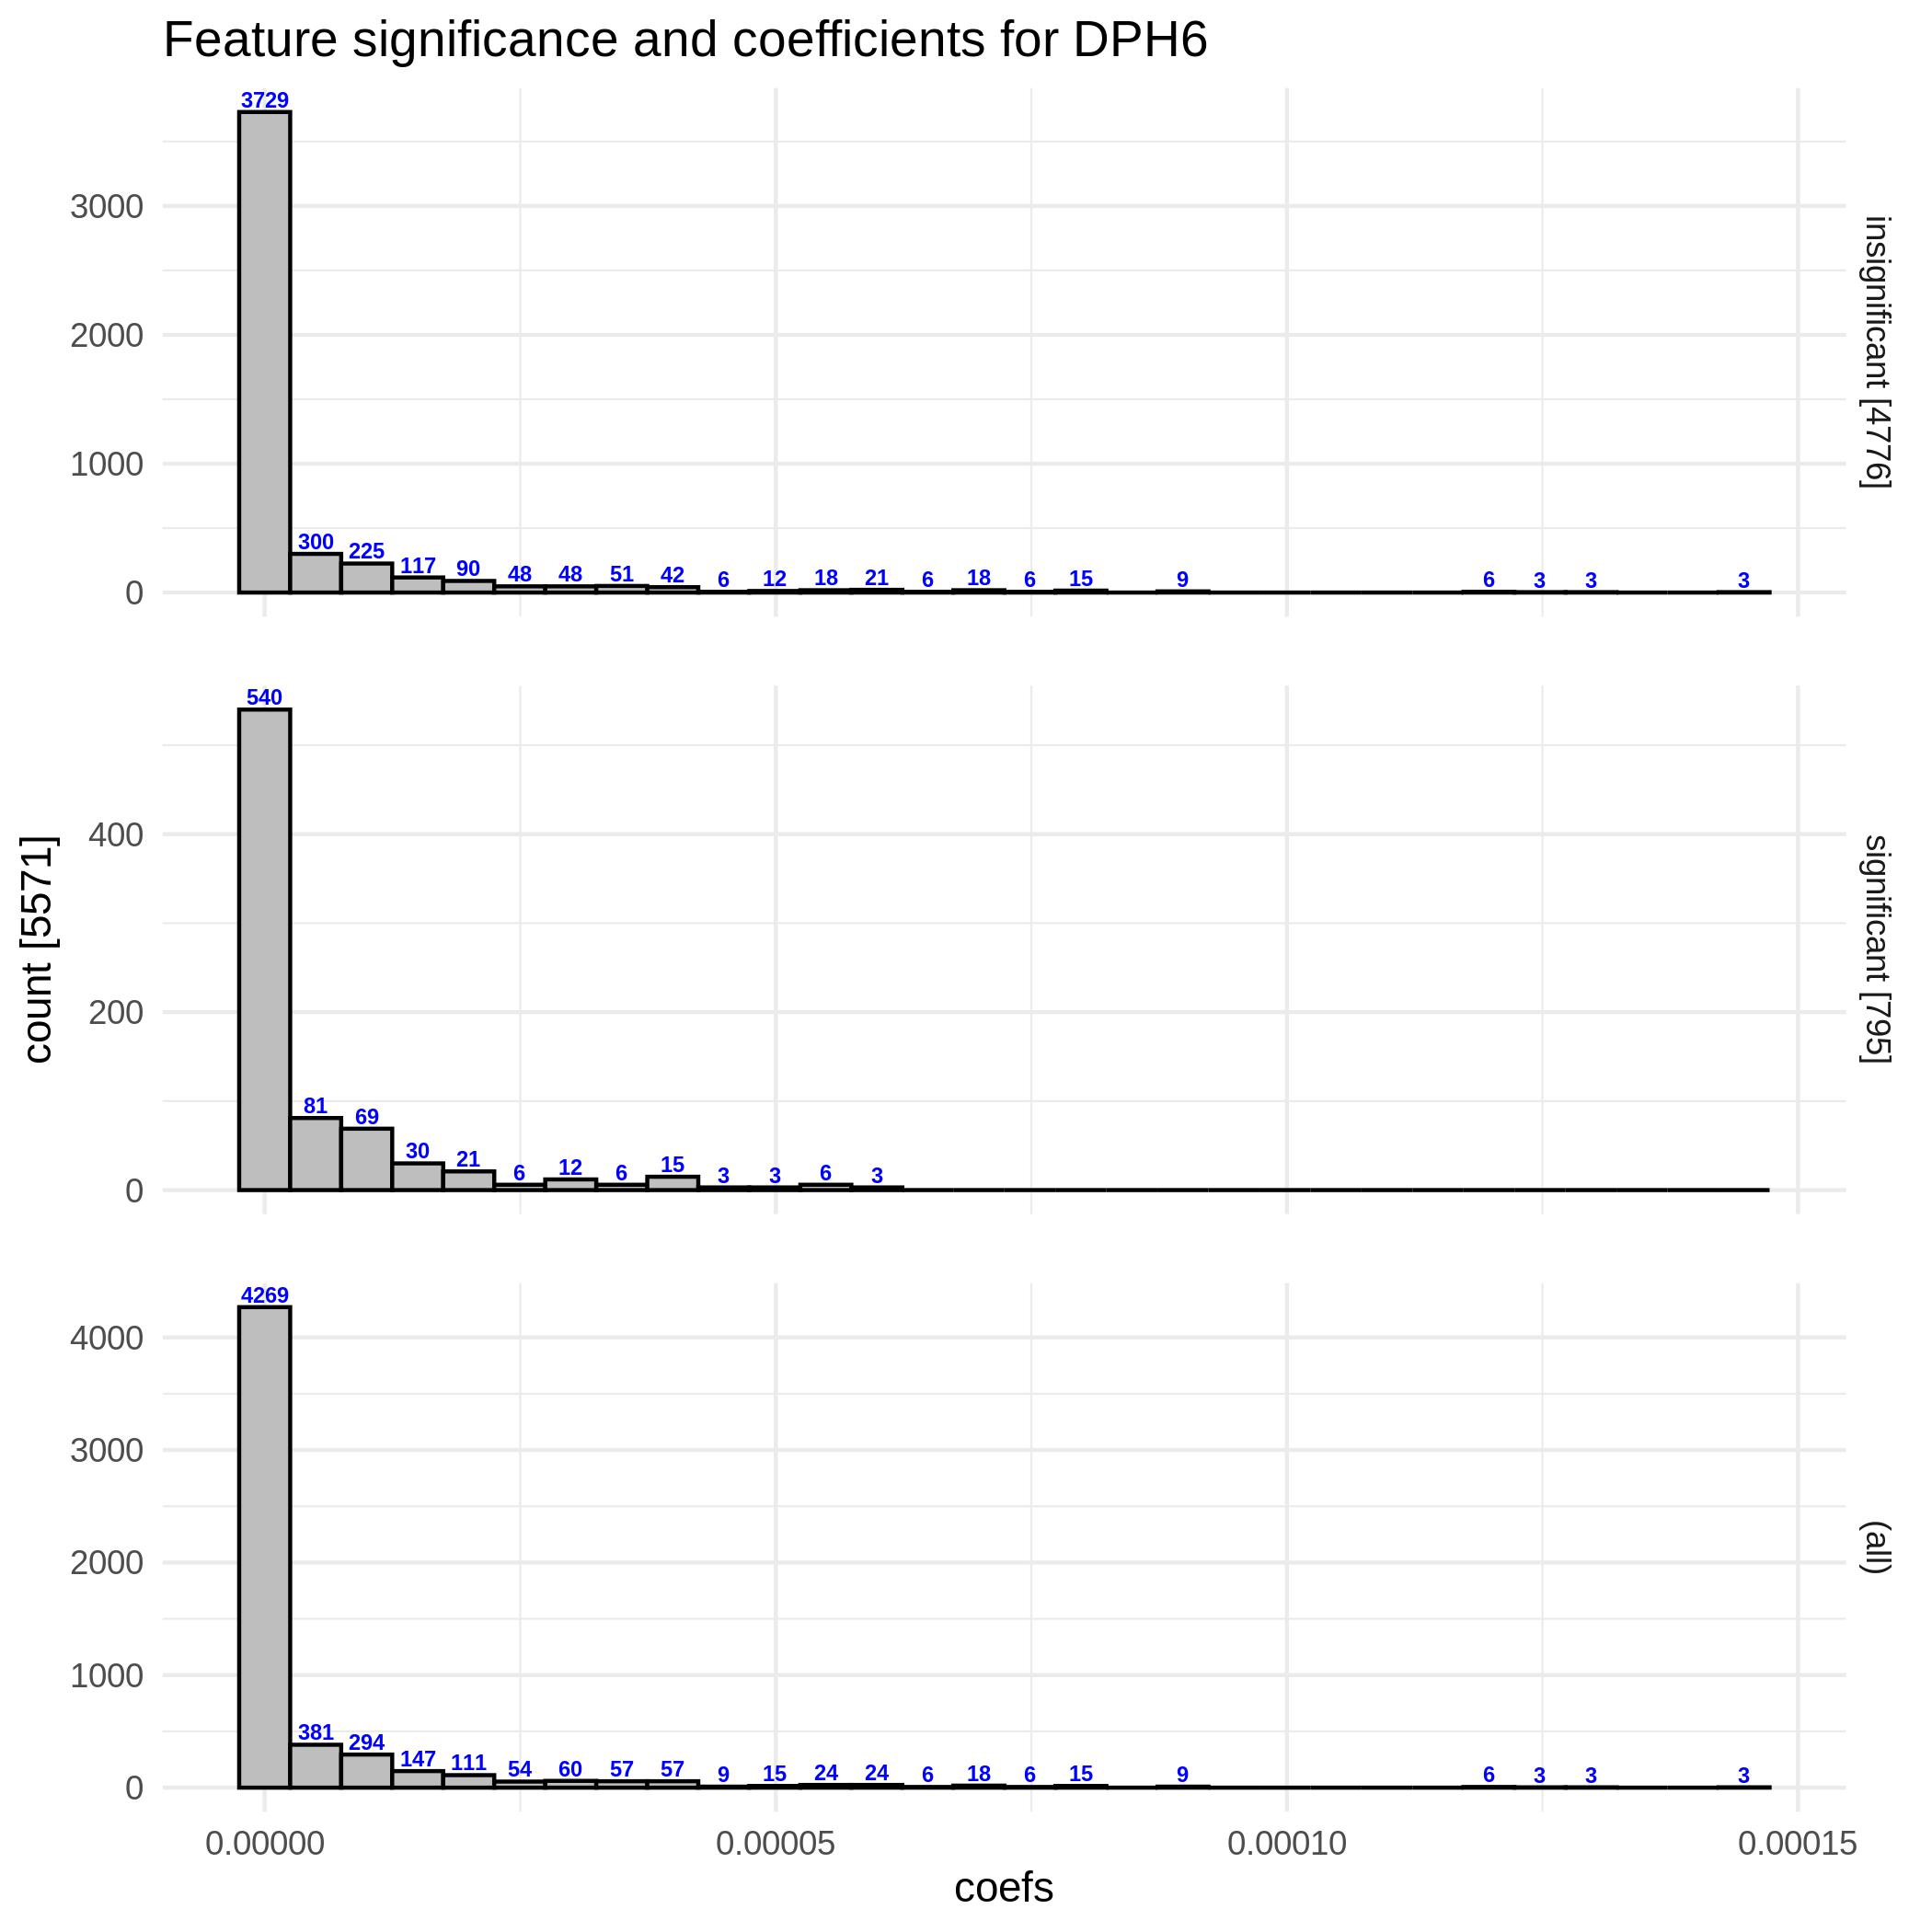 Feature significance and coefficients for DPH6
3729
3000
2000
1000
0
300 225 117 90 48 48 51 42 6 12 18 21 6 18 6 15 9 6 3 3 3
insignificant [4776]
540
400
200
0
81 69 30 21 6 12 6 15 3 3 6 3
significant [795]
count [5571]
4269
4000
3000
2000
1000
0
381 294 147 111 54 60 57 57 9 15 24 24 6 18 6 15 9 6 3 3 3
(all)
0.00000 0.00005 0.00010 0.00015
coefs